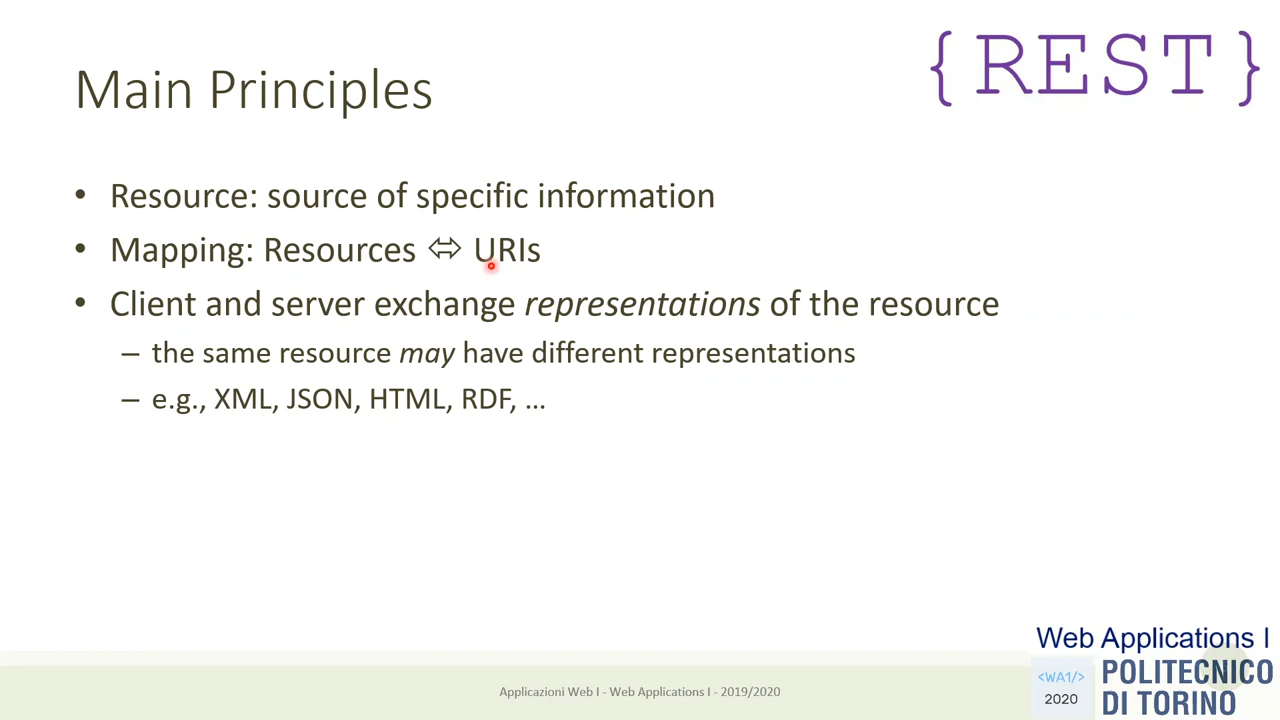 {REST}
Main Principles
• Resource: source of specific information
• Mapping: Resources ⬄ URIs
• Client and server exchange representations of the resource
– the same resource may have different representations
– e.g., XML, JSON, HTML, RDF, …
Web Applications I
<WA1/>
2020
POLITECNICO
DI TORINO
Applicazioni Web I - Web Applications I - 2019/2020